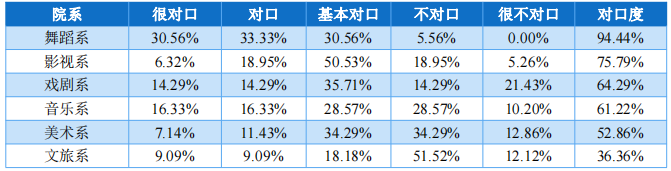 院系 很对口 对口 基本对口 不对口 很不对口 对口度
舞蹈系 30.56% 33.33% 30.56% 5.56% 0.00% 94.44%
影视系 6.32% 18.95% 50.53% 18.95% 5.26% 75.79%
戏剧系 14.29% 14.29% 35.71% 14.29% 21.43% 64.29%
音乐系 16.33% 16.33% 28.57% 28.57% 10.20% 61.22%
美术系 7.14% 11.43% 34.29% 34.29% 12.86% 52.86%
文旅系 9.09% 9.09% 18.18% 51.52% 12.12% 36.36%